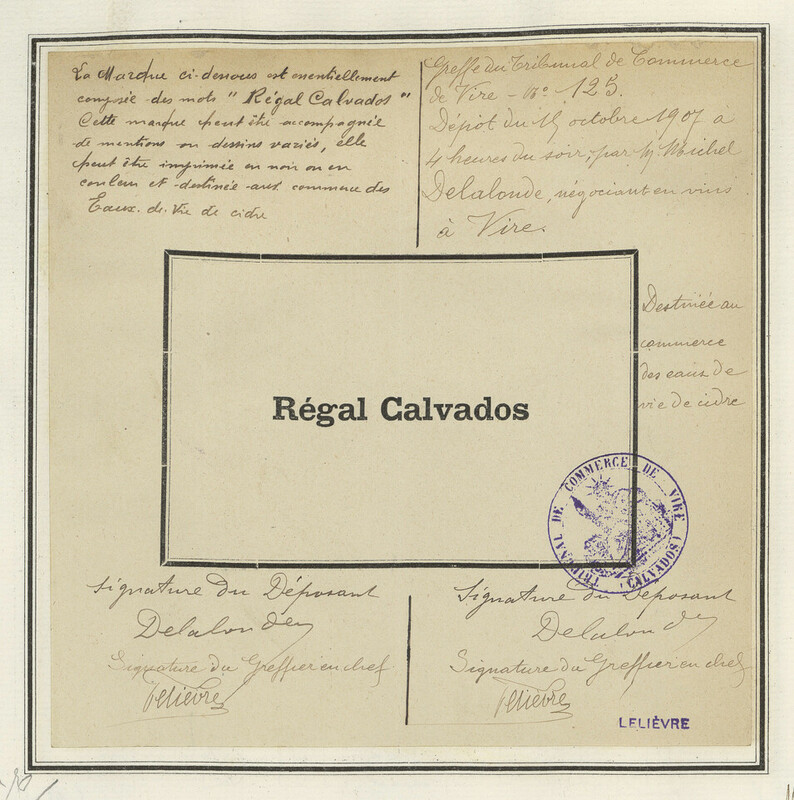 La Marque ci-dessous est essentiellement
composée des mots "Régal Calvados"
Cette marque peut être accompagnée
de mentions ou dessins variés, elle
peut être imprimée en noir ou en
couleur et destinée aux commerce des
Eaux-de-Vie de cidre
Greffe du Tribunal de Commerce
de Vire - No 125.
Dépôt du 15 octobre 1907 à
4 heures du soir, par M. Michel
Delalonde, négociant en vins
à Vire.
Destinée au
commerce
des eaux de
vie de cidre
Régal Calvados
TRIBUNAL DE COMMERCE DE VIRE
(CALVADOS)
Signature du Déposant
Delalonde
Signature du Greffier en chef
Lelièvre
Signature du Déposant
Delalonde
Signature du Greffier en chef
Lelièvre
LELIÈVRE